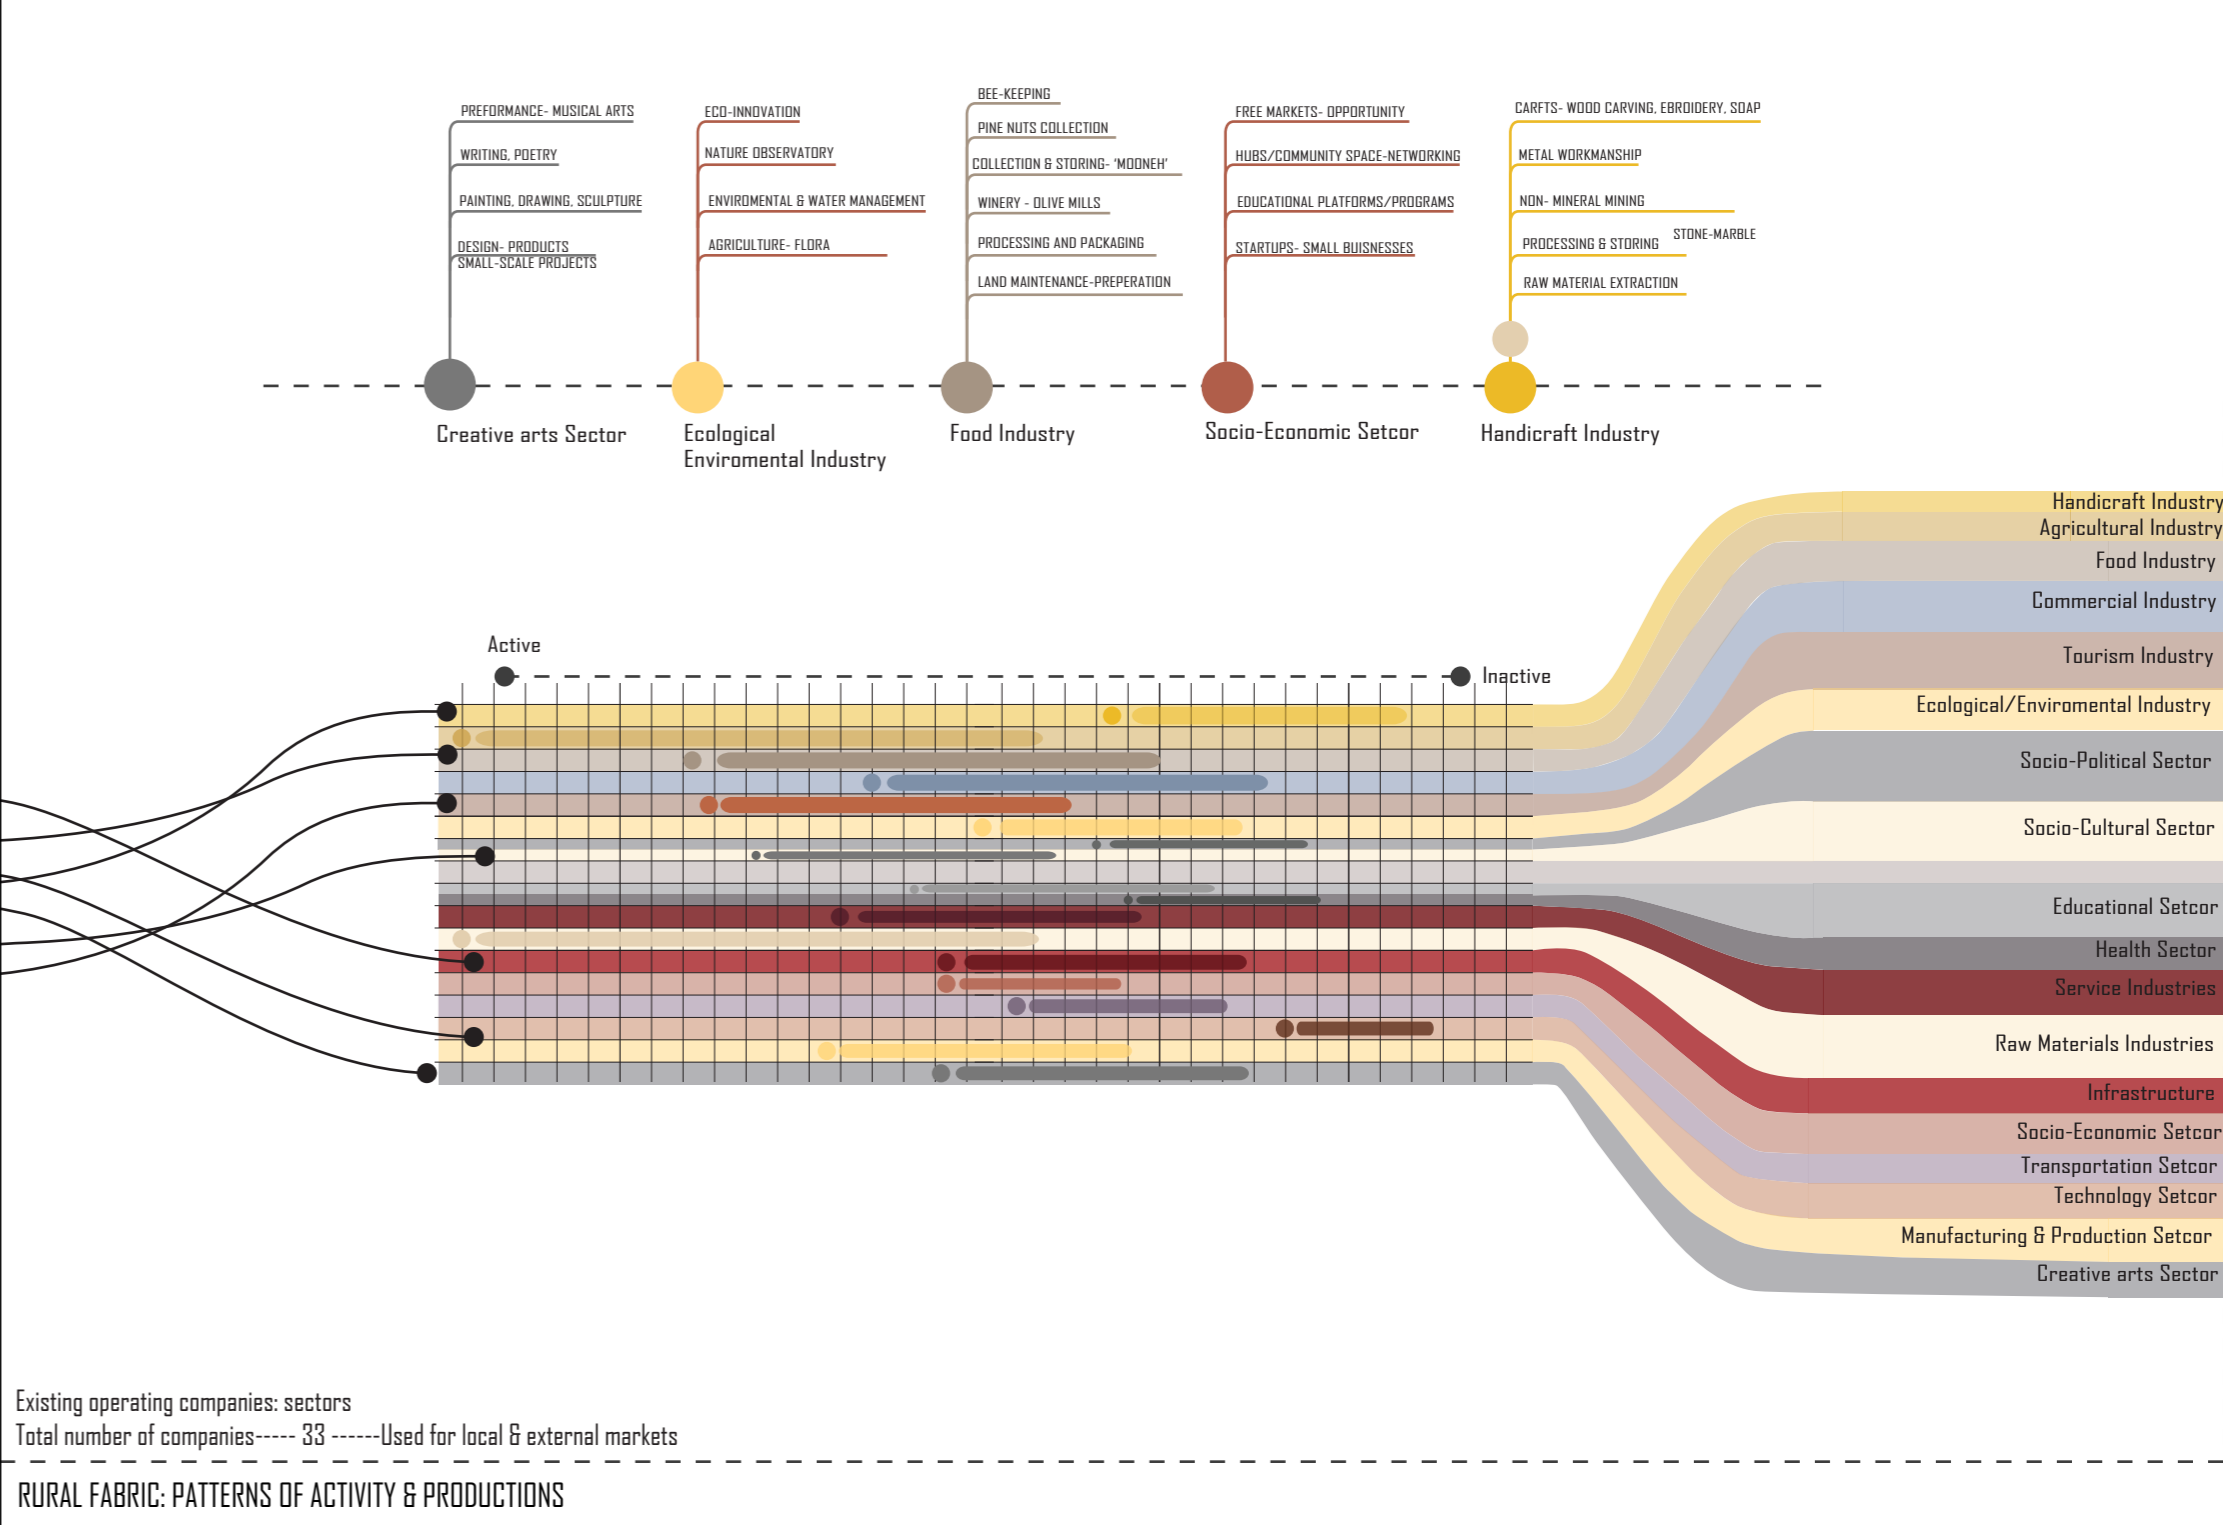 PREFORMANCE- MUSICAL ARTS
WRITING, POETRY
PAINTING, DRAWING, SCULPTURE
DESIGN- PRODUCTS
SMALL-SCALE PROJECTS
Creative arts Sector
ECO-INNOVATION
NATURE OBSERVATORY
ENVIROMENTAL & WATER MANAGEMENT
AGRICULTURE- FLORA
Ecological
Enviromental Industry
BEE-KEEPING
PINE NUTS COLLECTION
COLLECTION & STORING- ‘MOONEH’
WINERY - OLIVE MILLS
PROCESSING AND PACKAGING
LAND MAINTENANCE-PREPERATION
Food Industry
FREE MARKETS- OPPORTUNITY
HUBS/COMMUNITY SPACE-NETWORKING
EDUCATIONAL PLATFORMS/PROGRAMS
STARTUPS- SMALL BUISNESSES
Socio-Economic Setcor
CARFTS- WOOD CARVING, EBROIDERY, SOAP
METAL WORKMANSHIP
NON- MINERAL MINING
STONE-MARBLE
PROCESSING & STORING
RAW MATERIAL EXTRACTION
Handicraft Industry
Active
Inactive
Handicraft Industry
Agricultural Industry
Food Industry
Commercial Industry
Tourism Industry
Ecological/Enviromental Industry
Socio-Political Sector
Socio-Cultural Sector
Educational Setcor
Health Sector
Service Industries
Raw Materials Industries
Infrastructure
Socio-Economic Setcor
Transportation Setcor
Technology Setcor
Manufacturing & Production Setcor
Creative arts Sector
Existing operating companies: sectors
Total number of companies----- 33 ------Used for local & external markets
RURAL FABRIC: PATTERNS OF ACTIVITY & PRODUCTIONS